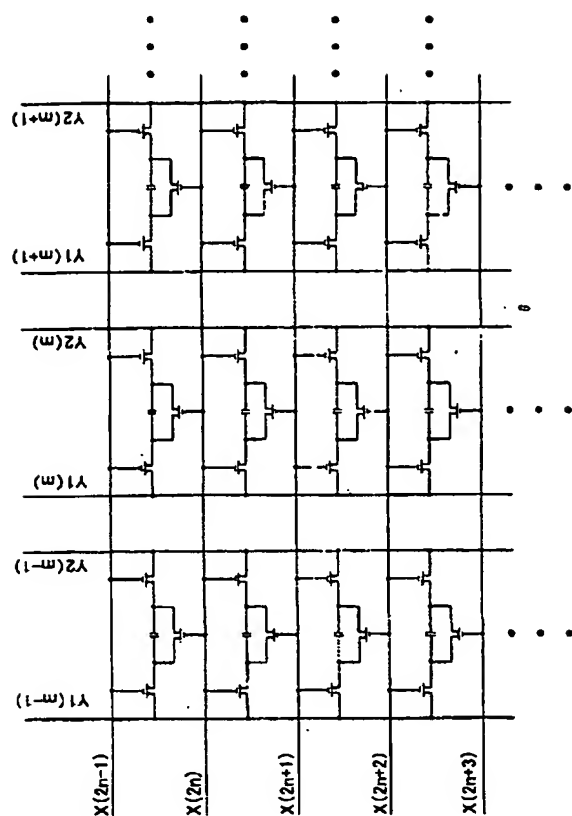 Y1(m-1)
Y2(m-1)
Y1(m)
Y2(m)
Y1(m+1)
Y2(m+1)
X(2n-1)
X(2n)
X(2n+1)
X(2n+2)
X(2n+3)